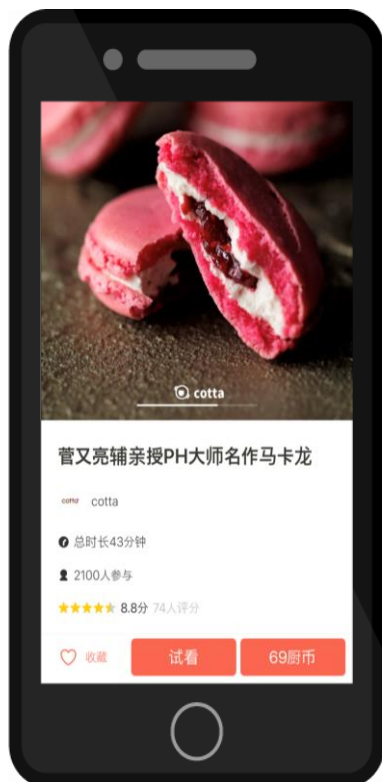 cotta
菅又亮辅亲授PH大师名作马卡龙
cotta cotta
总时长43分钟
2100人参与
8.8分 74人评分
收藏 试看 69厨币